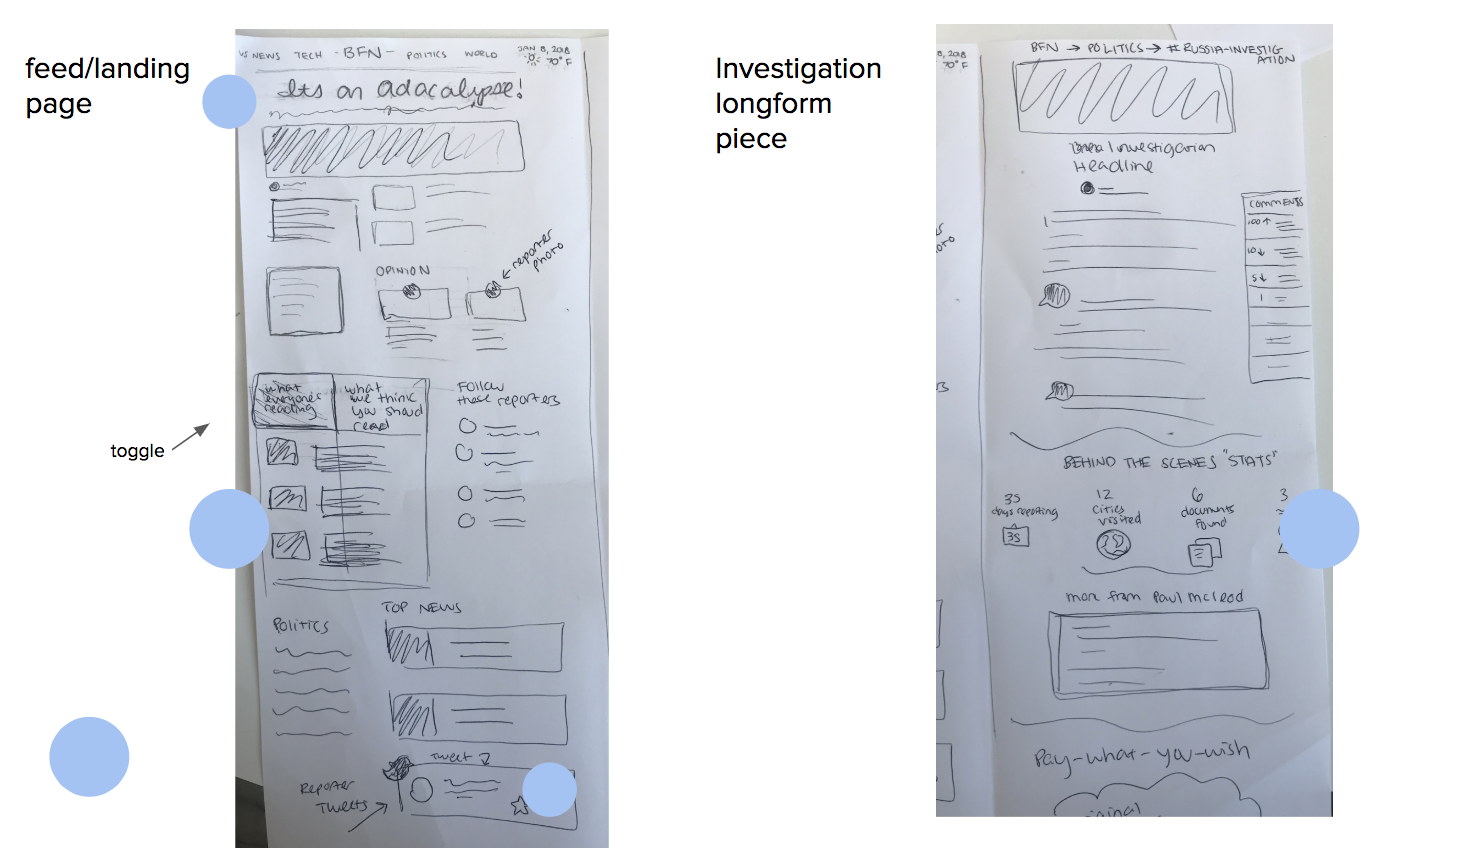 feed/landing
page
US NEWS TECH -BFN- POLITICS WORLD
JAN 8, 2018
70° F
Its an adacalypse!
OPINION
reporter
photo
what
everyone's
reading
what
we think
you should
read
Follow
these reporters
toggle
TOP NEWS
Politics
Tweet
Reporter
Tweets
Investigation
longform
piece
8, 2018
70° F
BFN → POLITICS → # RUSSIA-INVESTIG
ATION
Investigation
Headline
COMMENTS
100 ↑
10 ↓
5 ↓
1
BEHIND THE SCENES "STATS"
35
days reporting
35
12
cities
visited
6
documents
found
3
more from Paul Mcleod
Pay-what-you-wish